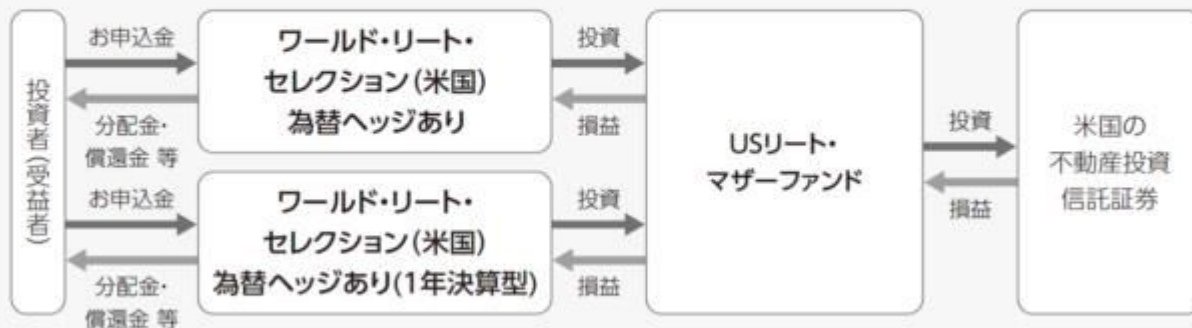 投資者(受益者)
お申込金
分配金・
償還金 等
お申込金
分配金・
償還金 等
ワールド・リート・
セレクション(米国)
為替ヘッジあり
ワールド・リート・
セレクション(米国)
為替ヘッジあり(1年決算型)
投資
損益
投資
損益
USリート・
マザーファンド
投資
損益
米国の
不動産投資
信託証券